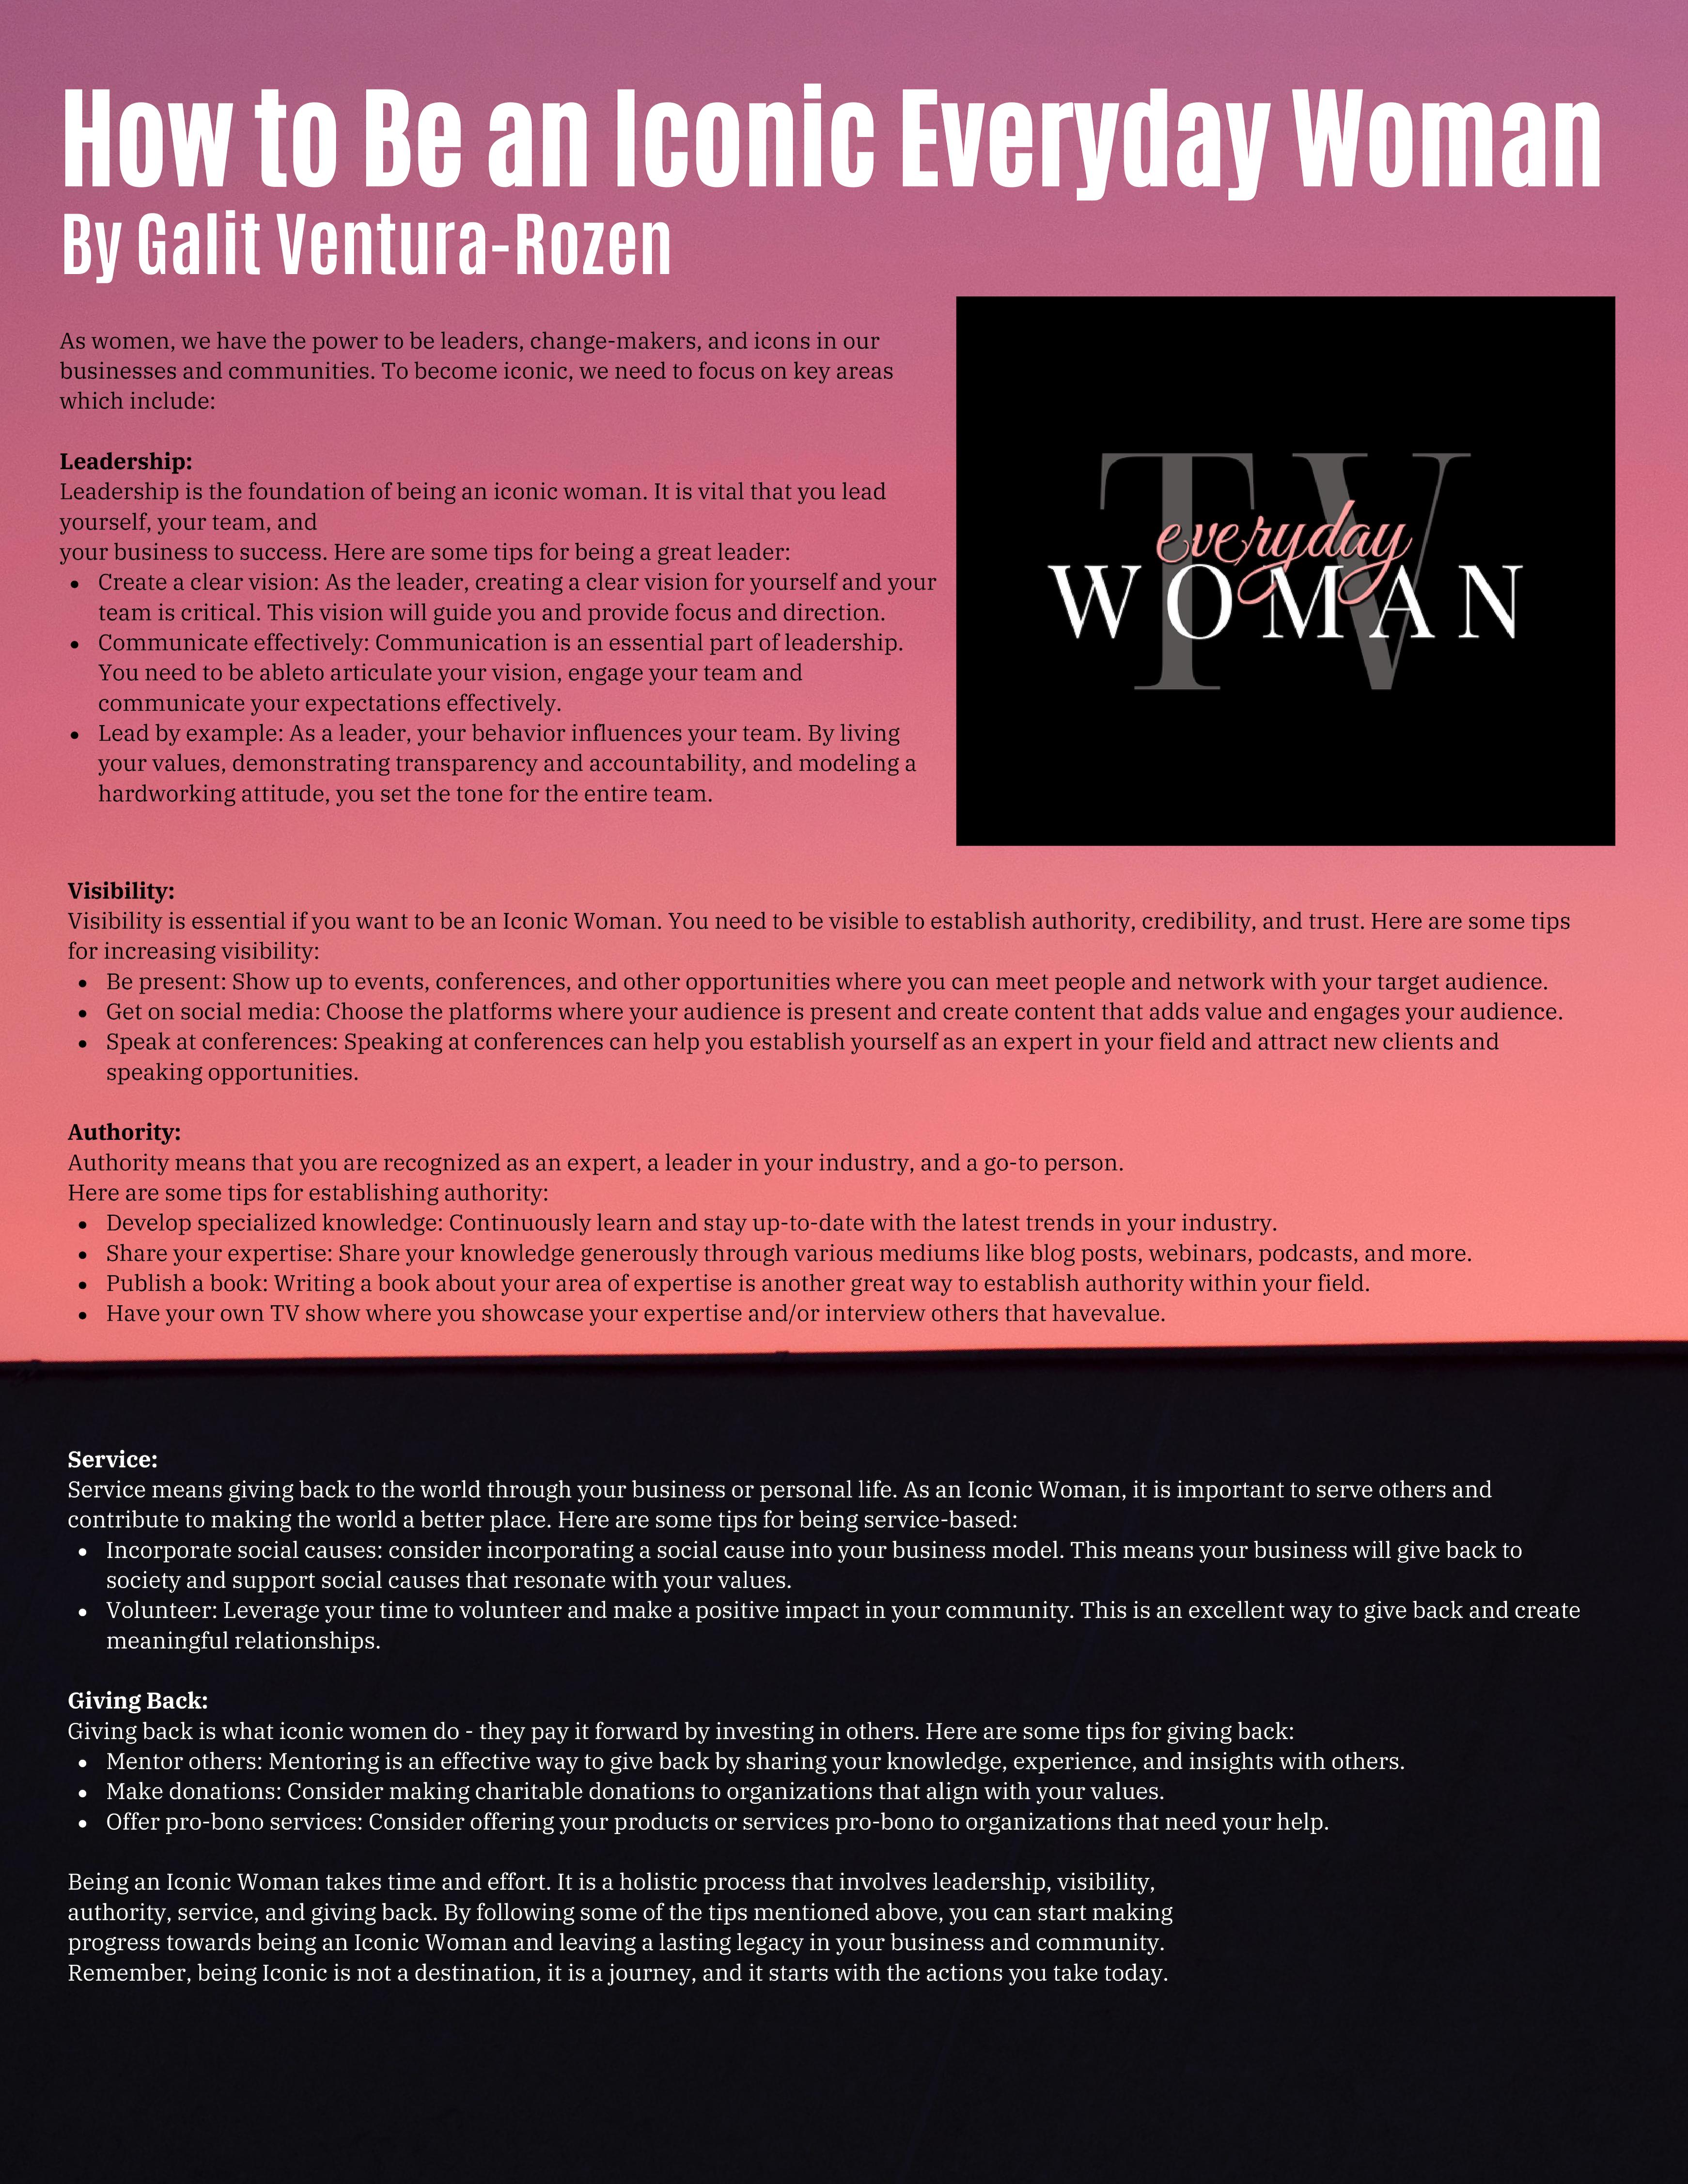 How to Be an Iconic Everyday Woman
By Galit Ventura-Rozen
As women, we have the power to be leaders, change-makers, and icons in our
businesses and communities. To become iconic, we need to focus on key areas
which include:
Leadership:
Leadership is the foundation of being an iconic woman. It is vital that you lead
yourself, your team, and
your business to success. Here are some tips for being a great leader:
• Create a clear vision: As the leader, creating a clear vision for yourself and your
team is critical. This vision will guide you and provide focus and direction.
• Communicate effectively: Communication is an essential part of leadership.
You need to be ableto articulate your vision, engage your team and
communicate your expectations effectively.
• Lead by example: As a leader, your behavior influences your team. By living
your values, demonstrating transparency and accountability, and modeling a
hardworking attitude, you set the tone for the entire team.
TV
everyday
WOMAN
Visibility:
Visibility is essential if you want to be an Iconic Woman. You need to be visible to establish authority, credibility, and trust. Here are some tips
for increasing visibility:
• Be present: Show up to events, conferences, and other opportunities where you can meet people and network with your target audience.
• Get on social media: Choose the platforms where your audience is present and create content that adds value and engages your audience.
• Speak at conferences: Speaking at conferences can help you establish yourself as an expert in your field and attract new clients and
speaking opportunities.
Authority:
Authority means that you are recognized as an expert, a leader in your industry, and a go-to person.
Here are some tips for establishing authority:
• Develop specialized knowledge: Continuously learn and stay up-to-date with the latest trends in your industry.
• Share your expertise: Share your knowledge generously through various mediums like blog posts, webinars, podcasts, and more.
• Publish a book: Writing a book about your area of expertise is another great way to establish authority within your field.
• Have your own TV show where you showcase your expertise and/or interview others that havevalue.
Service:
Service means giving back to the world through your business or personal life. As an Iconic Woman, it is important to serve others and
contribute to making the world a better place. Here are some tips for being service-based:
• Incorporate social causes: consider incorporating a social cause into your business model. This means your business will give back to
society and support social causes that resonate with your values.
• Volunteer: Leverage your time to volunteer and make a positive impact in your community. This is an excellent way to give back and create
meaningful relationships.
Giving Back:
Giving back is what iconic women do - they pay it forward by investing in others. Here are some tips for giving back:
• Mentor others: Mentoring is an effective way to give back by sharing your knowledge, experience, and insights with others.
• Make donations: Consider making charitable donations to organizations that align with your values.
• Offer pro-bono services: Consider offering your products or services pro-bono to organizations that need your help.
Being an Iconic Woman takes time and effort. It is a holistic process that involves leadership, visibility,
authority, service, and giving back. By following some of the tips mentioned above, you can start making
progress towards being an Iconic Woman and leaving a lasting legacy in your business and community.
Remember, being Iconic is not a destination, it is a journey, and it starts with the actions you take today.